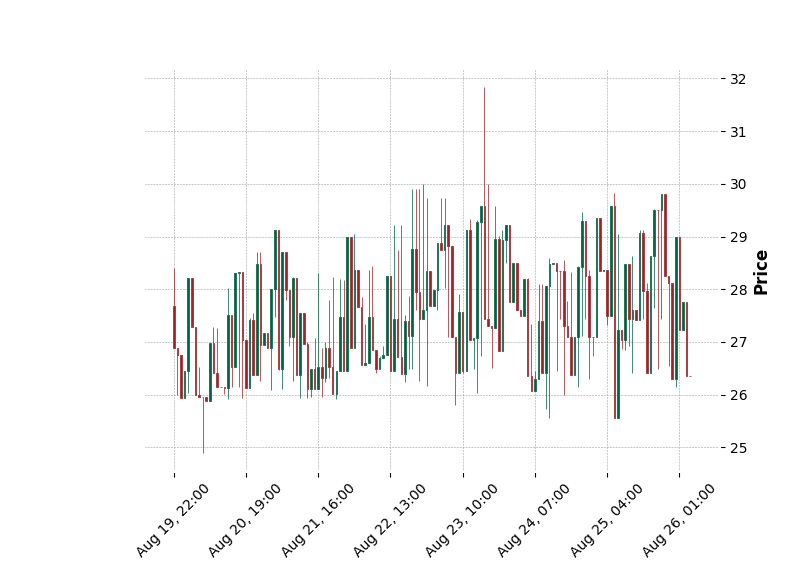 32
31
30
29
28
27
26
25
Price
Aug 19, 22:00
Aug 20, 19:00
Aug 21, 16:00
Aug 22, 13:00
Aug 23, 10:00
Aug 24, 07:00
Aug 25, 04:00
Aug 26, 01:00